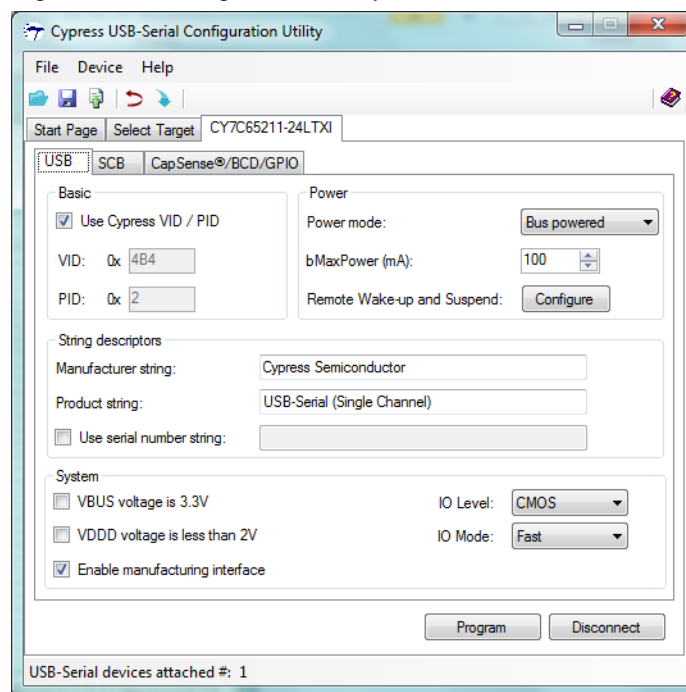 Cypress USB-Serial Configuration Utility
File Device Help
Start Page Select Target CY7C65211-24LTXI
USB SCB CapSense®/BCD/GPIO
Basic Power
Use Cypress VID / PID Power mode: Bus powered
VID: 0x 4B4 bMaxPower (mA): 100
PID: 0x 2 Remote Wake-up and Suspend: Configure
String descriptors
Manufacturer string: Cypress Semiconductor
Product string: USB-Serial (Single Channel)
Use serial number string:
System
VBUS voltage is 3.3V IO Level: CMOS
VDDD voltage is less than 2V IO Mode: Fast
Enable manufacturing interface
Program Disconnect
USB-Serial devices attached #: 1